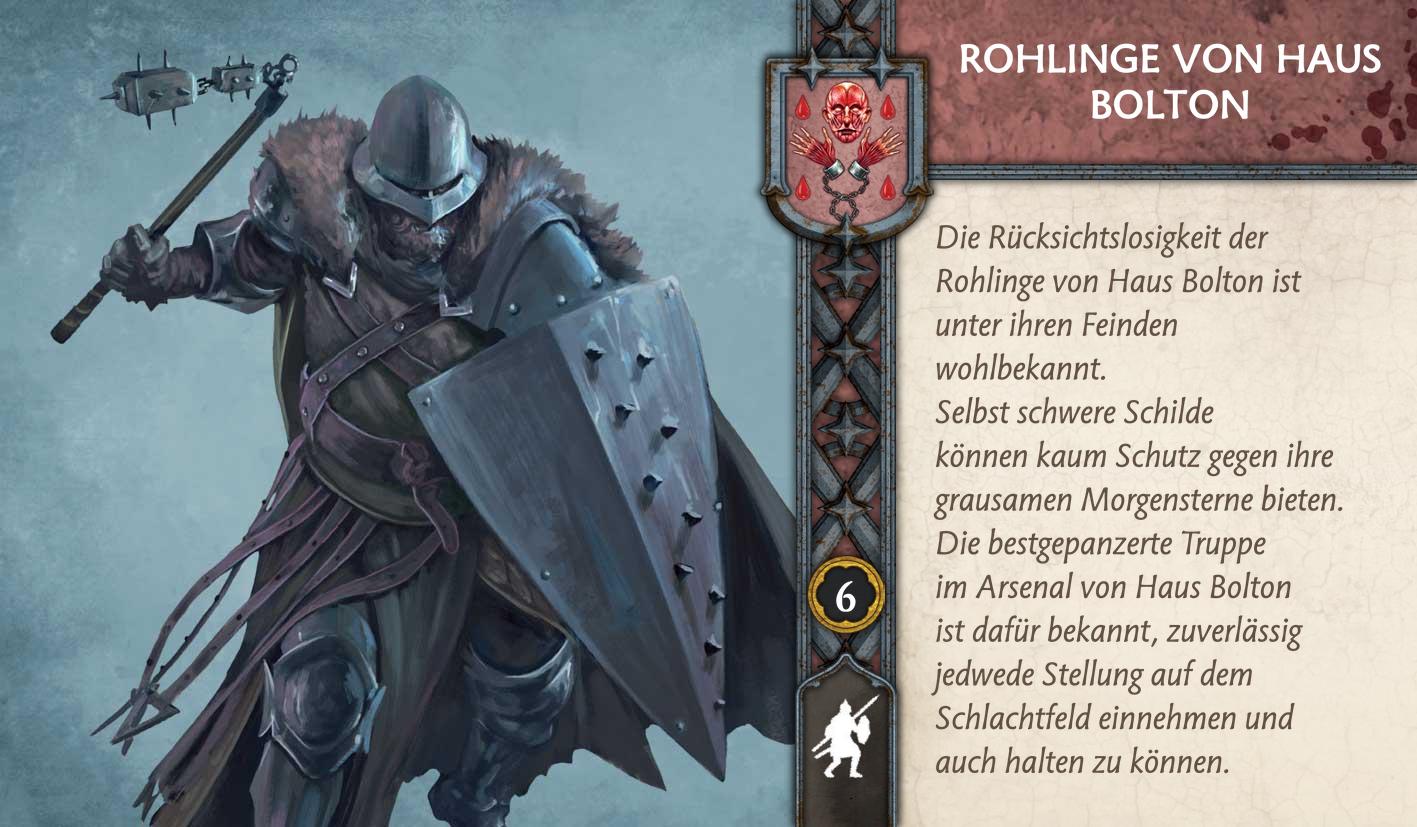 ROHLINGE VON HAUS
BOLTON
Die Rücksichtslosigkeit der
Rohlinge von Haus Bolton ist
unter ihren Feinden
wohlbekannt.
Selbst schwere Schilde
können kaum Schutz gegen ihre
grausamen Morgensterne bieten.
Die bestgepanzerte Truppe
im Arsenal von Haus Bolton
ist dafür bekannt, zuverlässig
jedwede Stellung auf dem
Schlachtfeld einnehmen und
auch halten zu können.
6